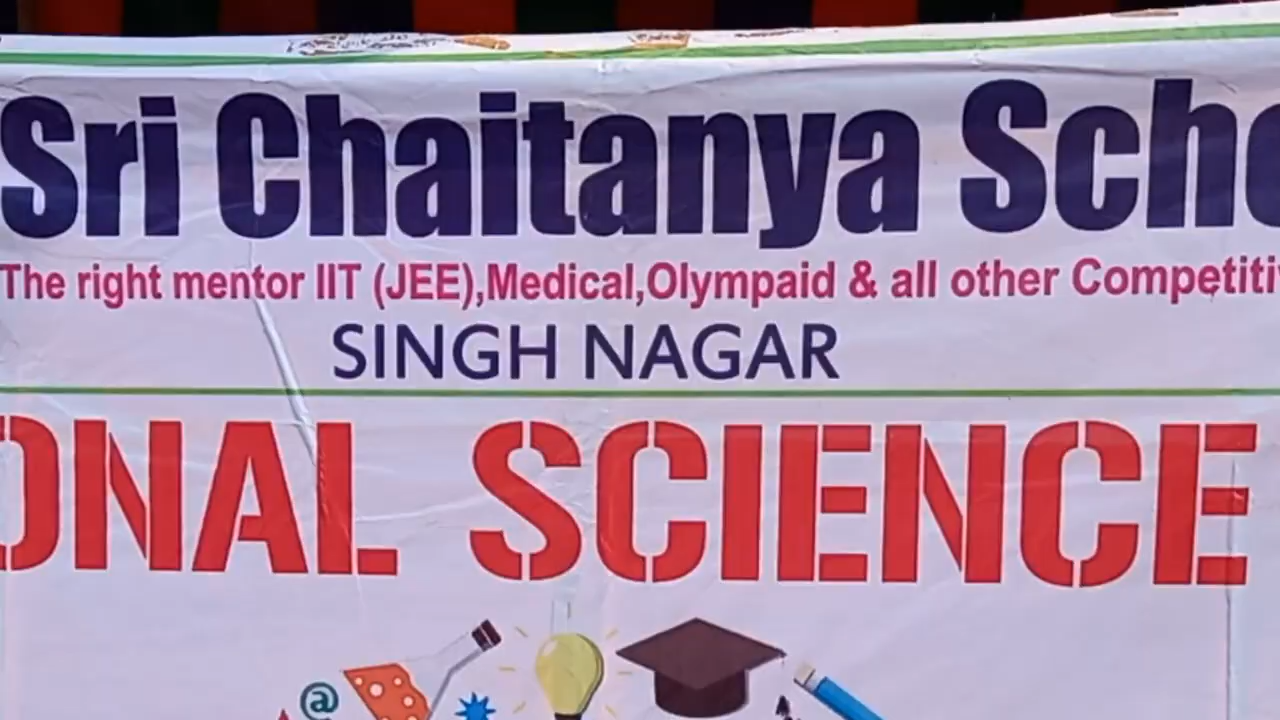 Sri Chaitanya Scho
The right mentor IIT (JEE),Medical,Olympaid & all other Competiti
SINGH NAGAR
ONAL SCIENCE
@